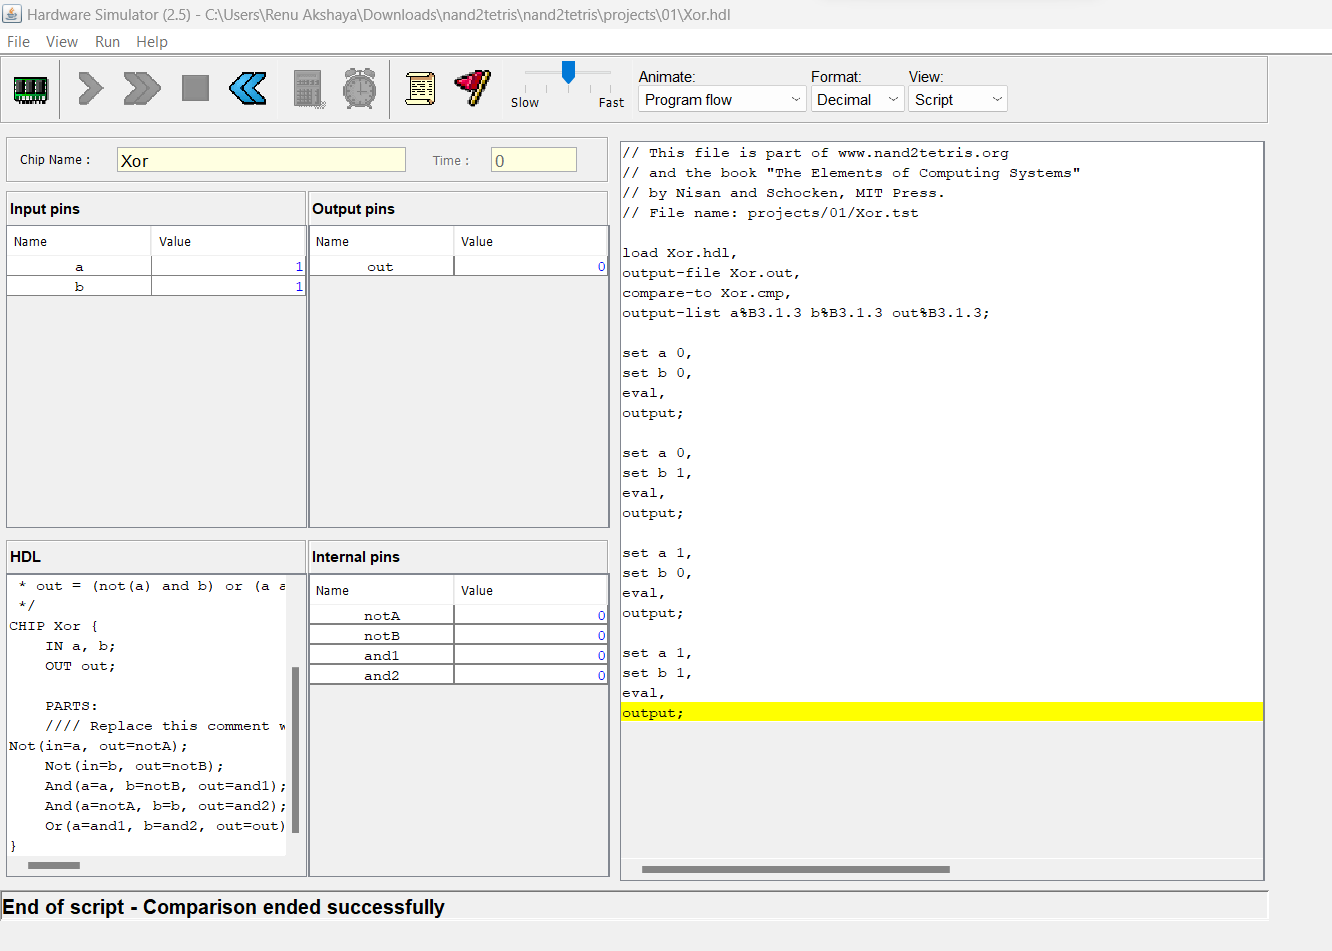 Hardware Simulator (2.5) - C:\Users\Renu Akshaya\Downloads\nand2tetris\nand2tetris\projects\01\Xor.hdl
File View Run Help
Slow Fast
Animate: Format: View:
Program flow Decimal Script
Chip Name : Xor Time : 0
Input pins
Name Value
a 1
b 1
Output pins
Name Value
out 0
HDL
* out = (not(a) and b) or (a a
*/
CHIP Xor {
IN a, b;
OUT out;
PARTS:
//// Replace this comment w
Not(in=a, out=notA);
Not(in=b, out=notB);
And(a=a, b=notB, out=and1);
And(a=notA, b=b, out=and2);
Or(a=and1, b=and2, out=out)
}
Internal pins
Name Value
notA 0
notB 0
and1 0
and2 0
// This file is part of www.nand2tetris.org
// and the book "The Elements of Computing Systems"
// by Nisan and Schocken, MIT Press.
// File name: projects/01/Xor.tst
load Xor.hdl,
output-file Xor.out,
compare-to Xor.cmp,
output-list a%B3.1.3 b%B3.1.3 out%B3.1.3;
set a 0,
set b 0,
eval,
output;
set a 0,
set b 1,
eval,
output;
set a 1,
set b 0,
eval,
output;
set a 1,
set b 1,
eval,
output;
End of script - Comparison ended successfully